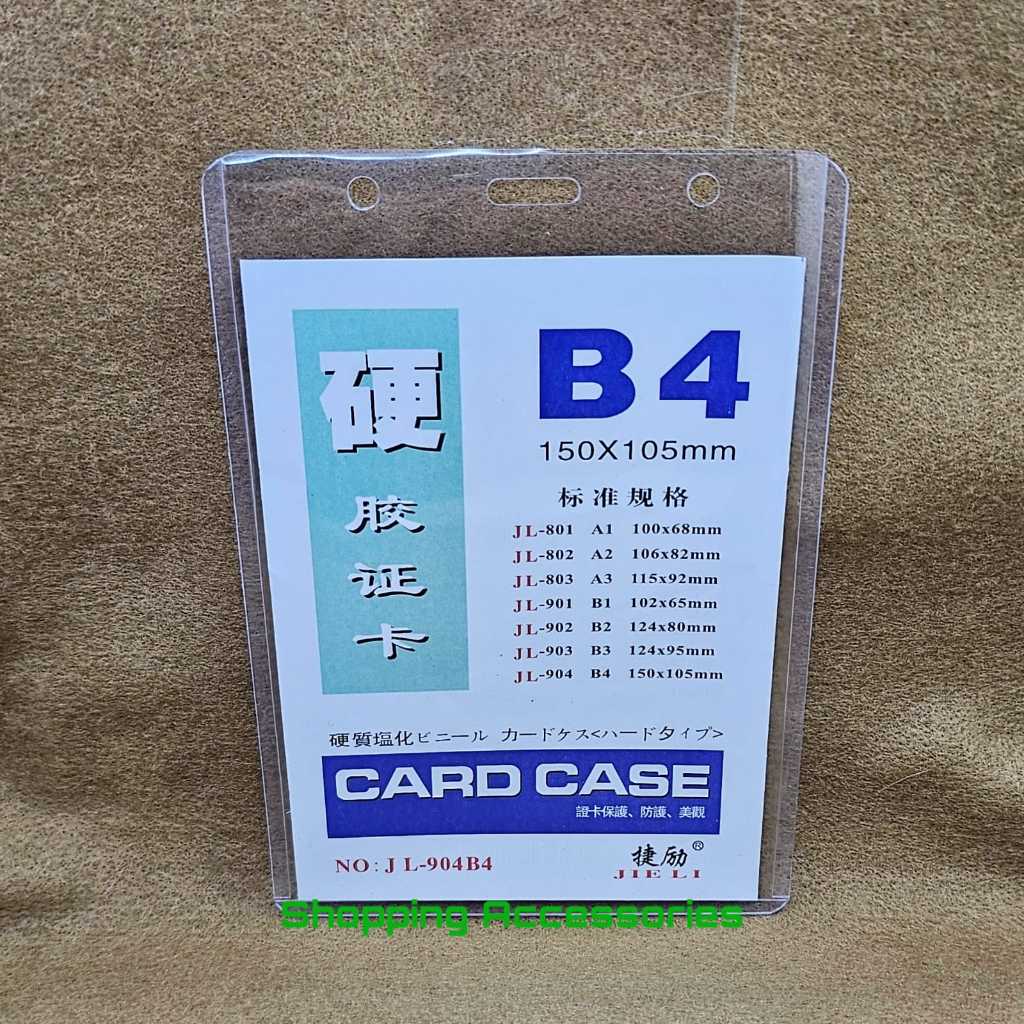 硬
胶
证
卡
B4
150X105mm
标准规格
JL-801 A1 100x68mm
JL-802 A2 106x82mm
JL-803 A3 115x92mm
JL-901 B1 102x65mm
JL-902 B2 124x80mm
JL-903 B3 124x95mm
JL-904 B4 150x105mm
硬質塩化ビニール カードケス<ハードタイプ>
CARD CASE
證卡保護、防護、美觀
NO: JL-904B4
捷励®
JIE LI
Shopping Accessories